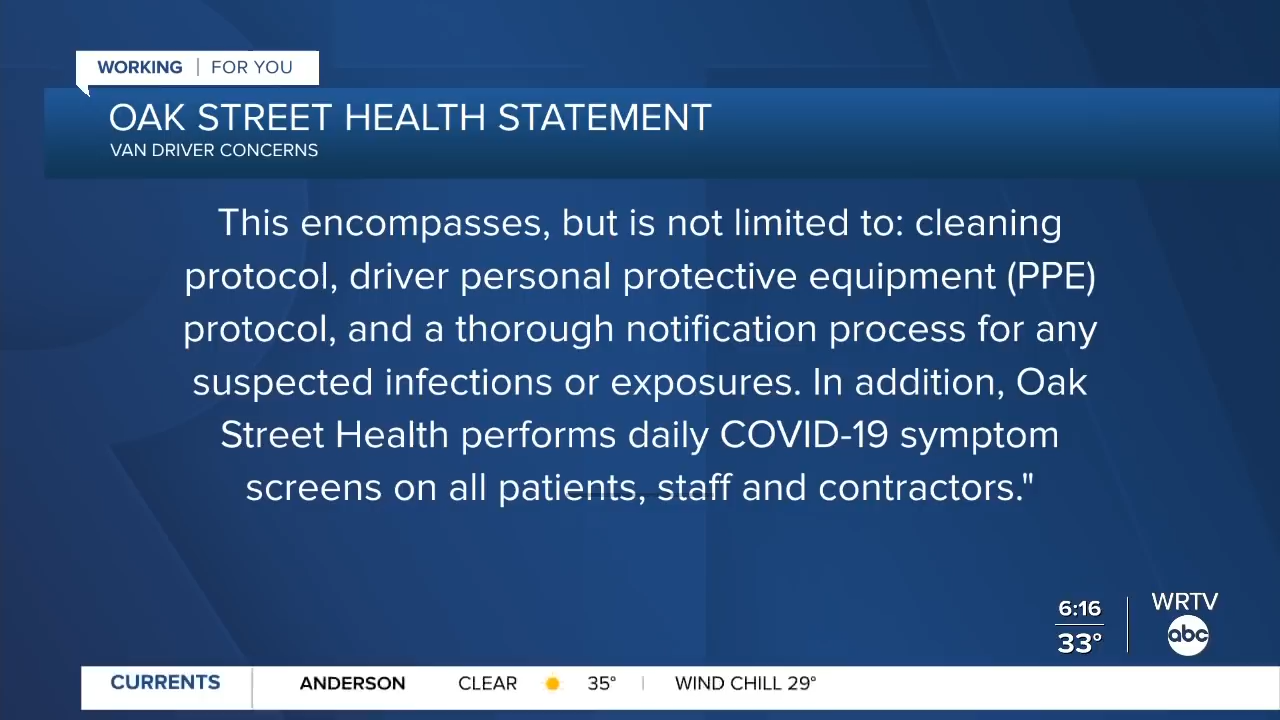 WORKING | FOR YOU
OAK STREET HEALTH STATEMENT
VAN DRIVER CONCERNS
This encompasses, but is not limited to: cleaning
protocol, driver personal protective equipment (PPE)
protocol, and a thorough notification process for any
suspected infections or exposures. In addition, Oak
Street Health performs daily COVID-19 symptom
screens on all patients, staff and contractors."
6:16
33°
WRTV
abc
CURRENTS ANDERSON CLEAR 35° | WIND CHILL 29°